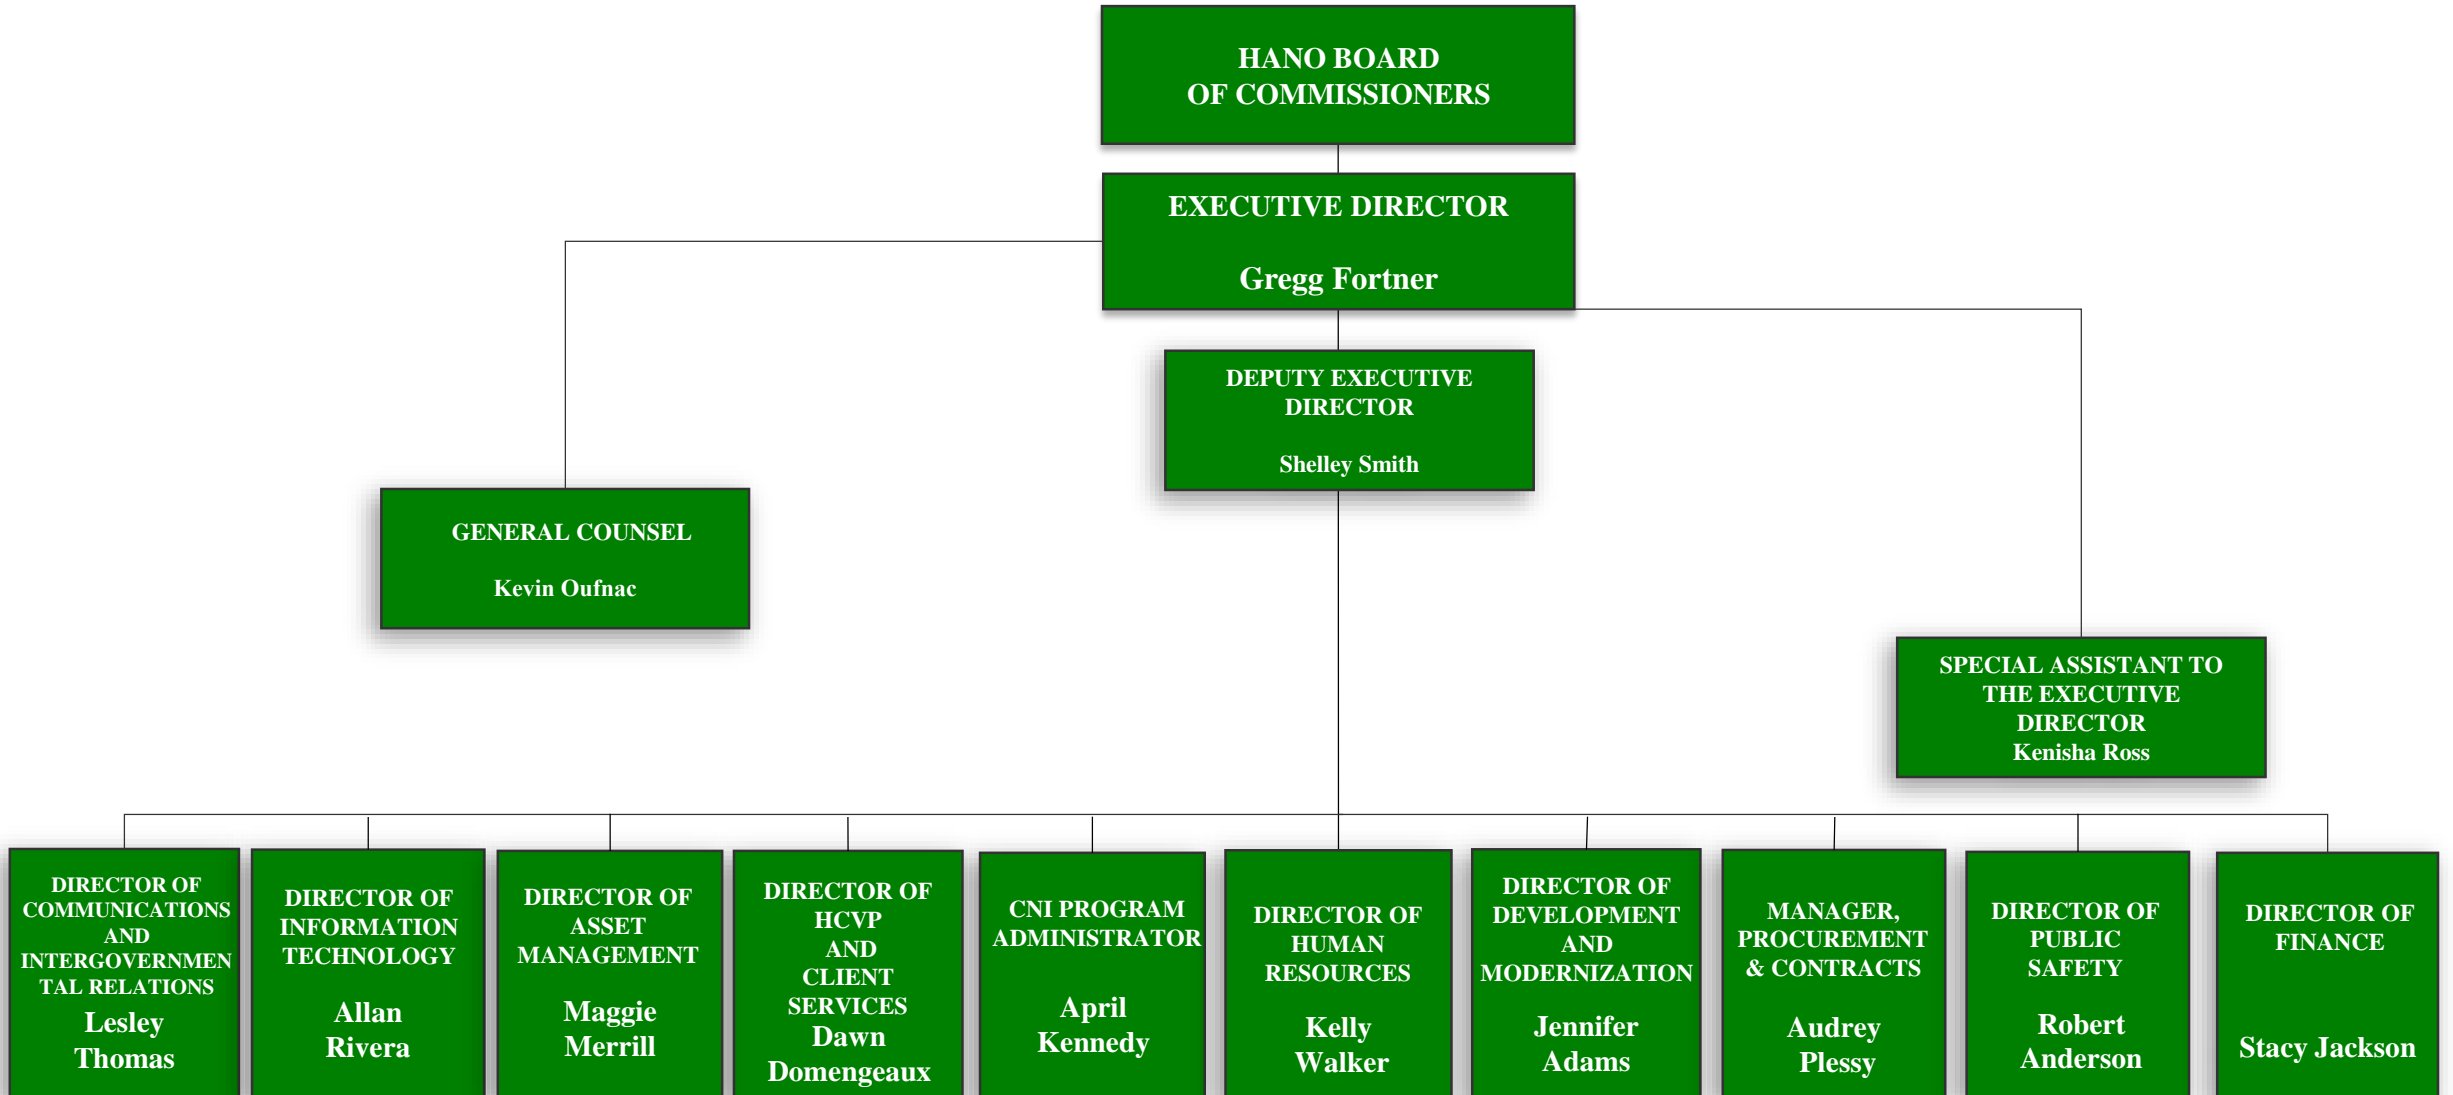 HANO BOARD
OF COMMISSIONERS
EXECUTIVE DIRECTOR
Gregg Fortner
DEPUTY EXECUTIVE
DIRECTOR
Shelley Smith
GENERAL COUNSEL
Kevin Oufnac
SPECIAL ASSISTANT TO
THE EXECUTIVE
DIRECTOR
Kenisha Ross
DIRECTOR OF
COMMUNICATIONS
AND
INTERGOVERNMEN
TAL RELATIONS
Lesley
Thomas
DIRECTOR OF
INFORMATION
TECHNOLOGY
Allan
Rivera
DIRECTOR OF
ASSET
MANAGEMENT
Maggie
Merrill
DIRECTOR OF
HCVP
AND
CLIENT
SERVICES
Dawn
Domengeaux
CNI PROGRAM
ADMINISTRATOR
April
Kennedy
DIRECTOR OF
HUMAN
RESOURCES
Kelly
Walker
DIRECTOR OF
DEVELOPMENT
AND
MODERNIZATION
Jennifer
Adams
MANAGER,
PROCUREMENT
& CONTRACTS
Audrey
Plessy
DIRECTOR OF
PUBLIC
SAFETY
Robert
Anderson
DIRECTOR OF
FINANCE
Stacy Jackson